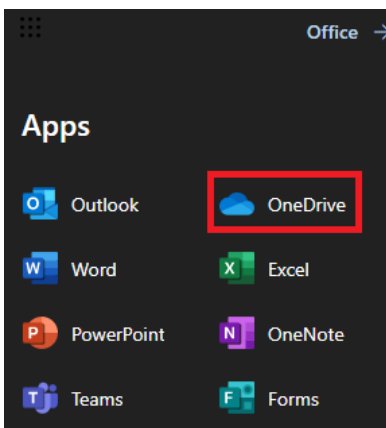 Office →
Apps
Outlook OneDrive
Word Excel
PowerPoint OneNote
Teams Forms